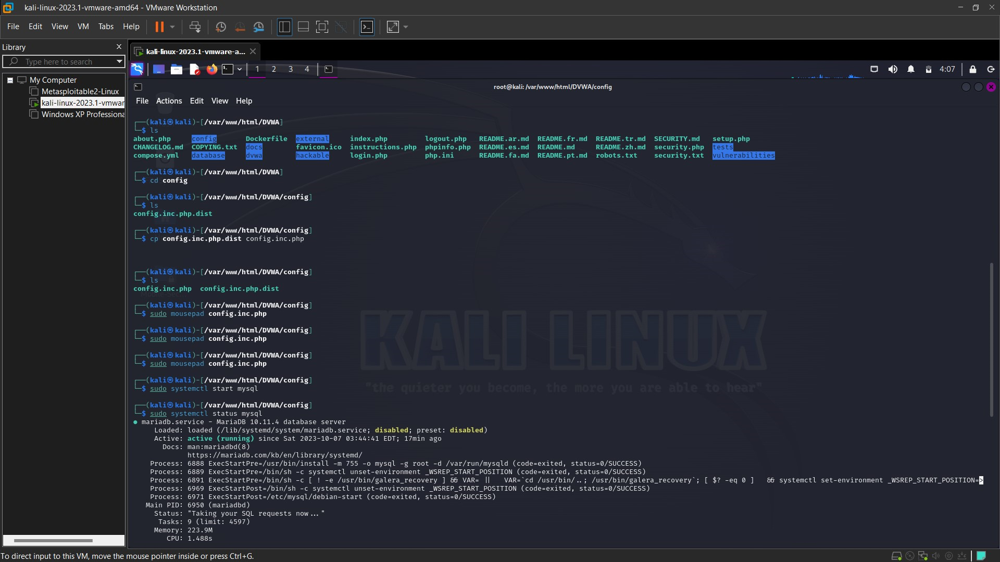 kali-linux-2023.1-vmware-amd64 - VMware Workstation
File Edit View VM Tabs Help
Library
Type here to search
My Computer
Metasploitable2-Linux
kali-linux-2023.1-vmwar
Windows XP Professiona
kali-linux-2023.1-vmware-a...
1 2 3 4
4:07
root@kali: /var/www/html/DVWA/config
File Actions Edit View Help
┌──(kali㉿kali)-[/var/www/html/DVWA]
└─$ ls
about.php config Dockerfile external index.php logout.php README.ar.md README.fr.md README.tr.md SECURITY.md setup.php
CHANGELOG.md COPYING.txt docs favicon.ico instructions.php phpinfo.php README.es.md README.md README.zh.md security.php tests
compose.yml database dvwa hackable login.php php.ini README.fa.md README.pt.md robots.txt security.txt vulnerabilities
┌──(kali㉿kali)-[/var/www/html/DVWA]
└─$ cd config
┌──(kali㉿kali)-[/var/www/html/DVWA/config]
└─$ ls
config.inc.php.dist
┌──(kali㉿kali)-[/var/www/html/DVWA/config]
└─$ cp config.inc.php.dist config.inc.php
┌──(kali㉿kali)-[/var/www/html/DVWA/config]
└─$ ls
config.inc.php config.inc.php.dist
┌──(kali㉿kali)-[/var/www/html/DVWA/config]
└─$ sudo mousepad config.inc.php
┌──(kali㉿kali)-[/var/www/html/DVWA/config]
└─$ sudo mousepad config.inc.php
┌──(kali㉿kali)-[/var/www/html/DVWA/config]
└─$ sudo mousepad config.inc.php
┌──(kali㉿kali)-[/var/www/html/DVWA/config]
└─$ sudo systemctl start mysql
┌──(kali㉿kali)-[/var/www/html/DVWA/config]
└─$ sudo systemctl status mysql
● mariadb.service - MariaDB 10.11.4 database server
Loaded: loaded (/lib/systemd/system/mariadb.service; disabled; preset: disabled)
Active: active (running) since Sat 2023-10-07 03:44:41 EDT; 17min ago
Docs: man:mariadbd(8)
https://mariadb.com/kb/en/library/systemd/
Process: 6888 ExecStartPre=/usr/bin/install -m 755 -o mysql -g root -d /var/run/mysqld (code=exited, status=0/SUCCESS)
Process: 6889 ExecStartPre=/bin/sh -c systemctl unset-environment _WSREP_START_POSITION (code=exited, status=0/SUCCESS)
Process: 6891 ExecStartPre=/bin/sh -c [ ! -e /usr/bin/galera_recovery ] && VAR= || VAR=`cd /usr/bin/..; /usr/bin/galera_recovery`; [ $? -eq 0 ] && systemctl set-environment _WSREP_START_POSITION=>
Process: 6969 ExecStartPost=/bin/sh -c systemctl unset-environment _WSREP_START_POSITION (code=exited, status=0/SUCCESS)
Process: 6971 ExecStartPost=/etc/mysql/debian-start (code=exited, status=0/SUCCESS)
Main PID: 6950 (mariadbd)
Status: "Taking your SQL requests now..."
Tasks: 9 (limit: 4597)
Memory: 223.9M
CPU: 1.488s
KALI LINUX
"the quieter you become, the more you are able to hear"
To direct input to this VM, move the mouse pointer inside or press Ctrl+G.